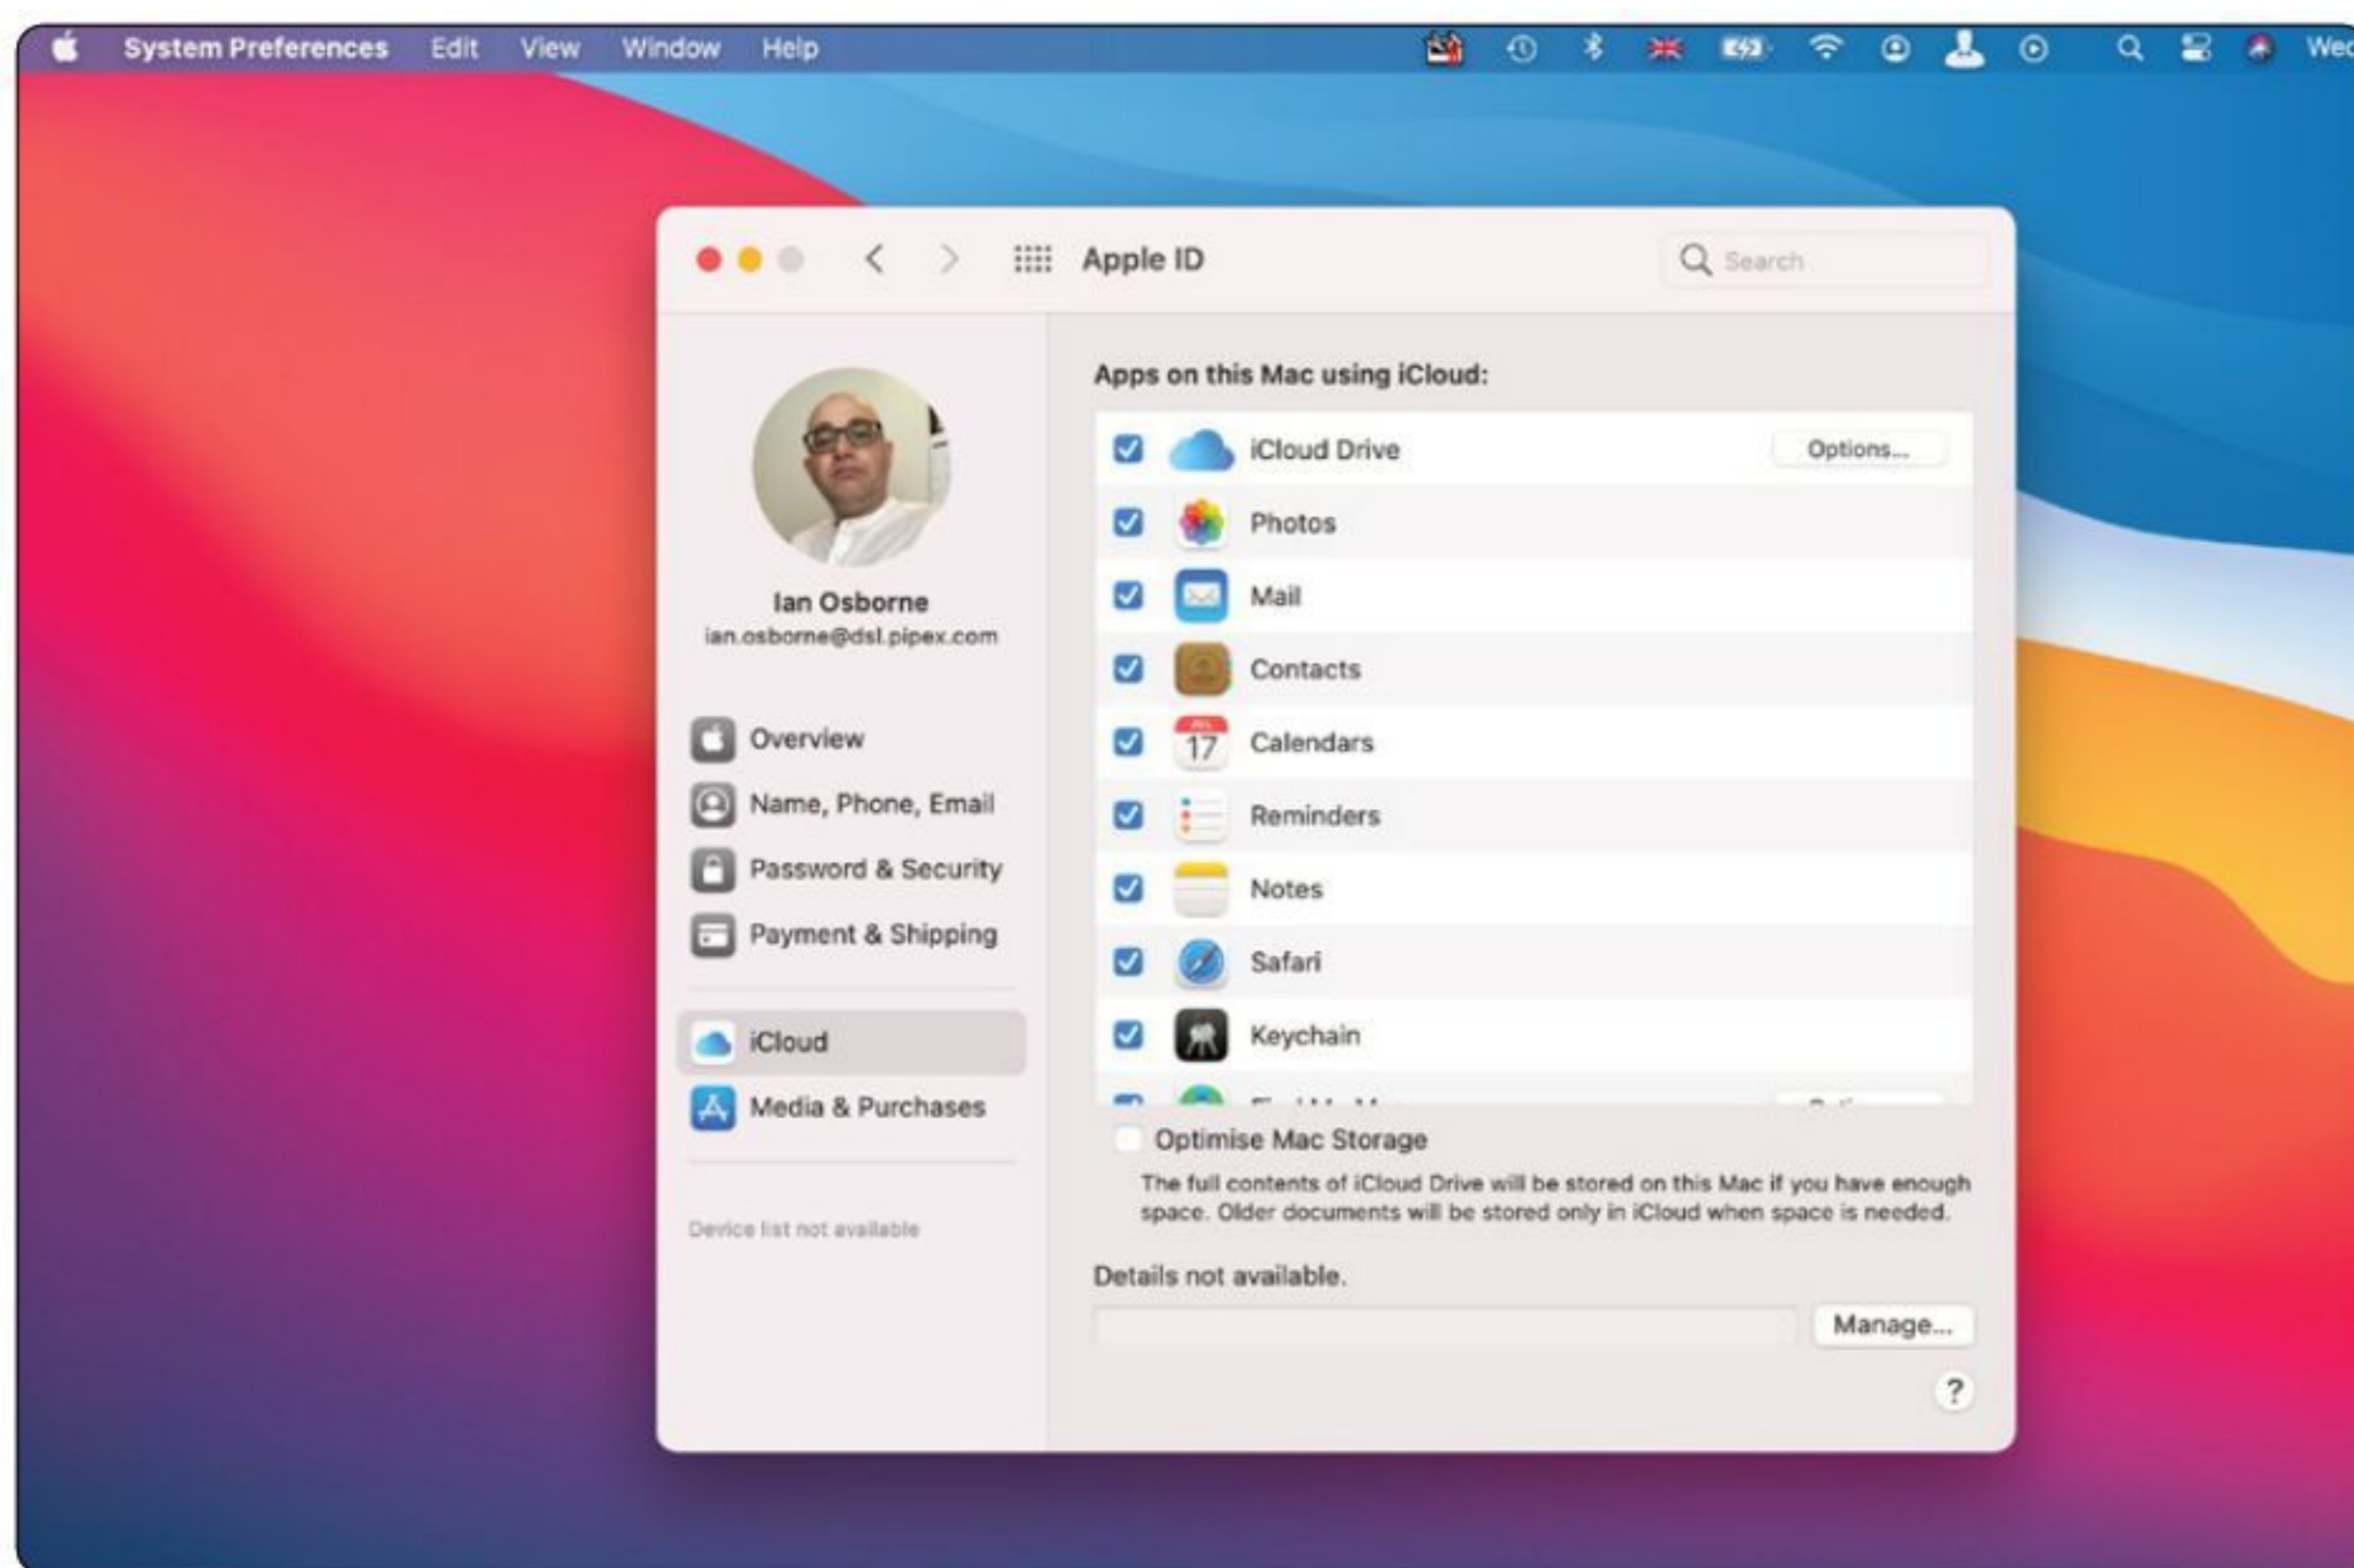 System Preferences Edit View Window Help
Wed
Apple ID
Search
Ian Osborne
ian.osborne@dsl.pipex.com
Overview
Name, Phone, Email
Password & Security
Payment & Shipping
iCloud
Media & Purchases
Device list not available
Apps on this Mac using iCloud:
iCloud Drive Options...
Photos
Mail
Contacts
JUL
17
Calendars
Reminders
Notes
Safari
Keychain
Optimise Mac Storage
The full contents of iCloud Drive will be stored on this Mac if you have enough
space. Older documents will be stored only in iCloud when space is needed.
Details not available.
Manage...
?